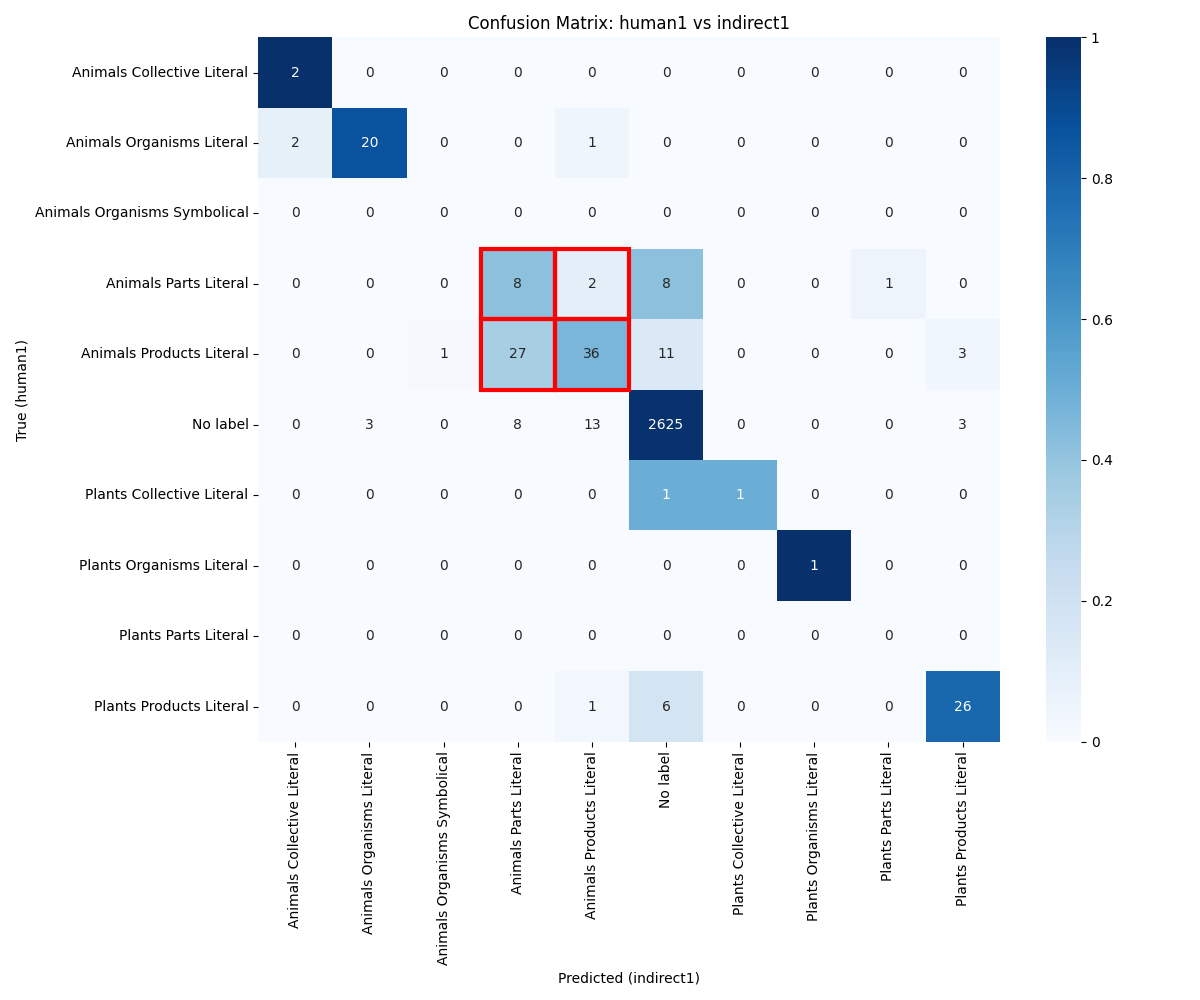 Confusion Matrix: human1 vs indirect1
True (human1)
Animals Collective Literal 2 0 0 0 0 0 0 0 0 0
Animals Organisms Literal 2 20 0 0 1 0 0 0 0 0
Animals Organisms Symbolical 0 0 0 0 0 0 0 0 0 0
Animals Parts Literal 0 0 0 8 2 8 0 0 1 0
Animals Products Literal 0 0 1 27 36 11 0 0 0 3
No label 0 3 0 8 13 2625 0 0 0 3
Plants Collective Literal 0 0 0 0 0 1 1 0 0 0
Plants Organisms Literal 0 0 0 0 0 0 0 1 0 0
Plants Parts Literal 0 0 0 0 0 0 0 0 0 0
Plants Products Literal 0 0 0 0 1 6 0 0 0 26
Animals Collective Literal
Animals Organisms Literal
Animals Organisms Symbolical
Animals Parts Literal
Animals Products Literal
No label
Plants Collective Literal
Plants Organisms Literal
Plants Parts Literal
Plants Products Literal
Predicted (indirect1)
1
0.8
0.6
0.4
0.2
0